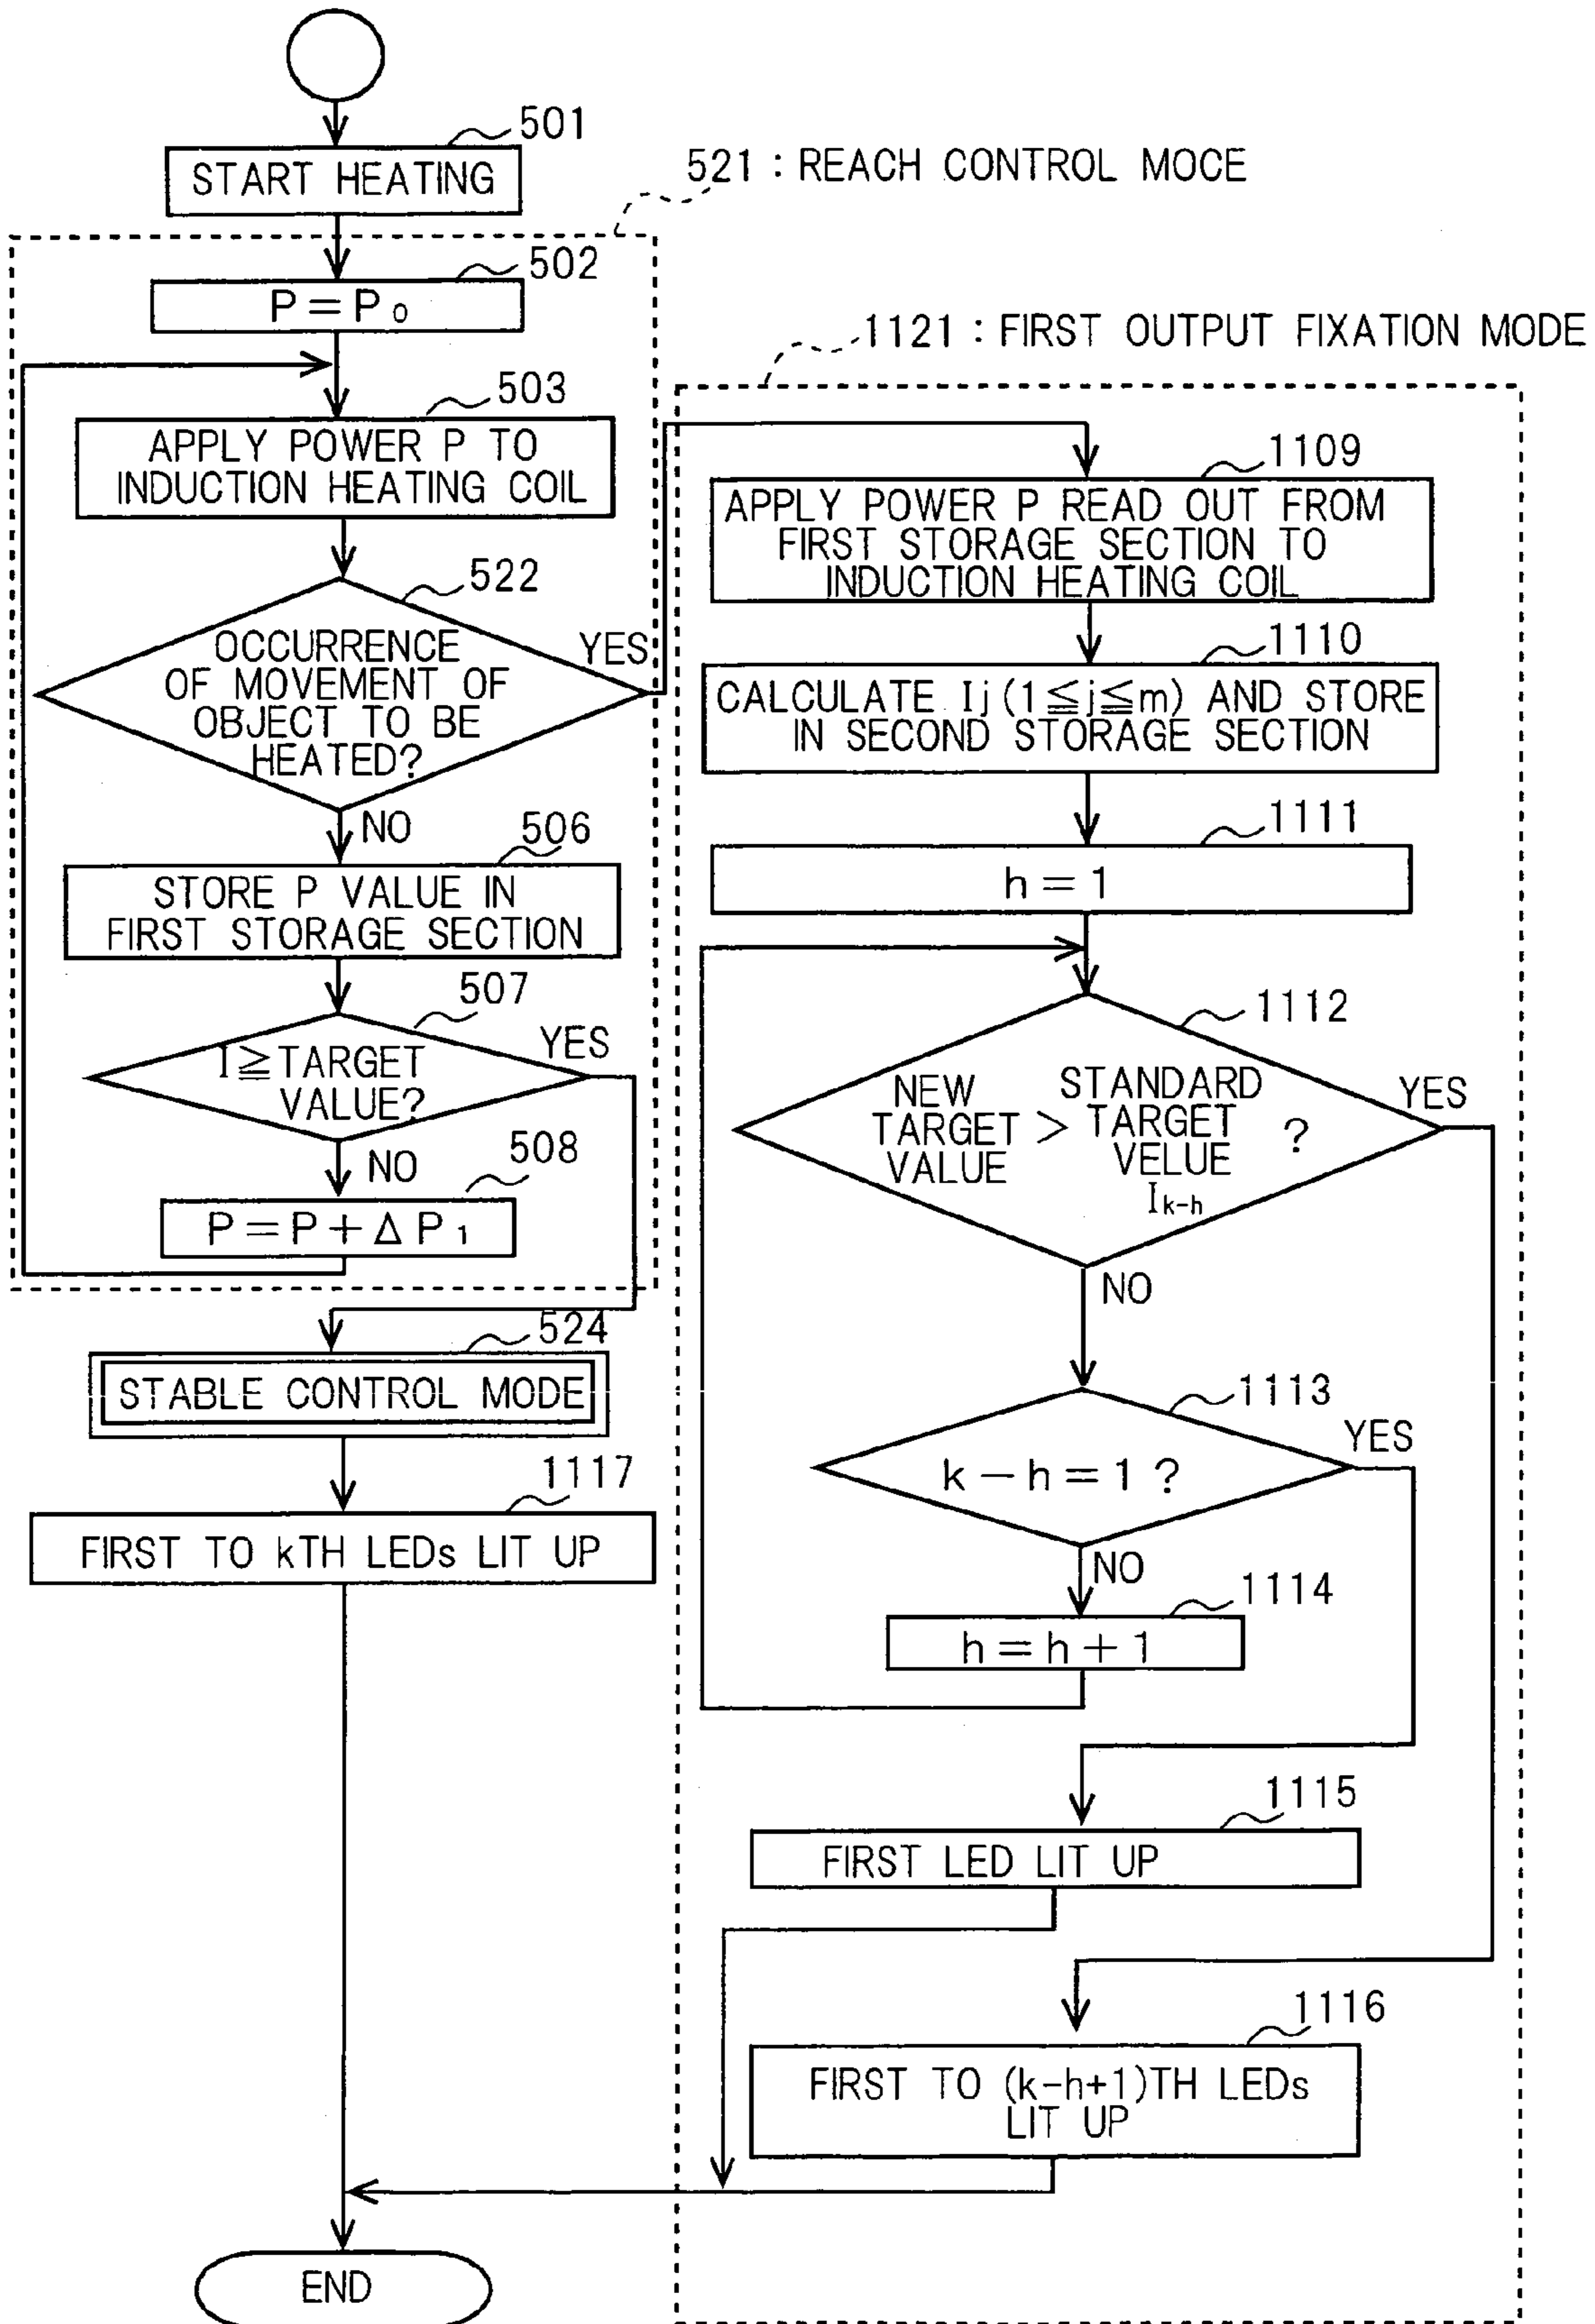 501
START HEATING
521 : REACH CONTROL MOCE
502
P = P0
1121 : FIRST OUTPUT FIXATION MODE
503
APPLY POWER P TO
INDUCTION HEATING COIL
522
OCCURRENCE
OF MOVEMENT OF
OBJECT TO BE
HEATED?
YES
NO
506
STORE P VALUE IN
FIRST STORAGE SECTION
507
I≧TARGET
VALUE?
YES
NO
508
P = P + Δ P1
524
STABLE CONTROL MODE
1117
FIRST TO kTH LEDs LIT UP
1109
APPLY POWER P READ OUT FROM
FIRST STORAGE SECTION TO
INDUCTION HEATING COIL
1110
CALCULATE Ij (1≦j≦m) AND STORE
IN SECOND STORAGE SECTION
1111
h = 1
1112
NEW
TARGET
VALUE
>
STANDARD
TARGET
VELUE
Ik-h
?
YES
NO
1113
k − h = 1 ?
YES
NO
1114
h = h + 1
1115
FIRST LED LIT UP
1116
FIRST TO (k-h+1)TH LEDs
LIT UP
END